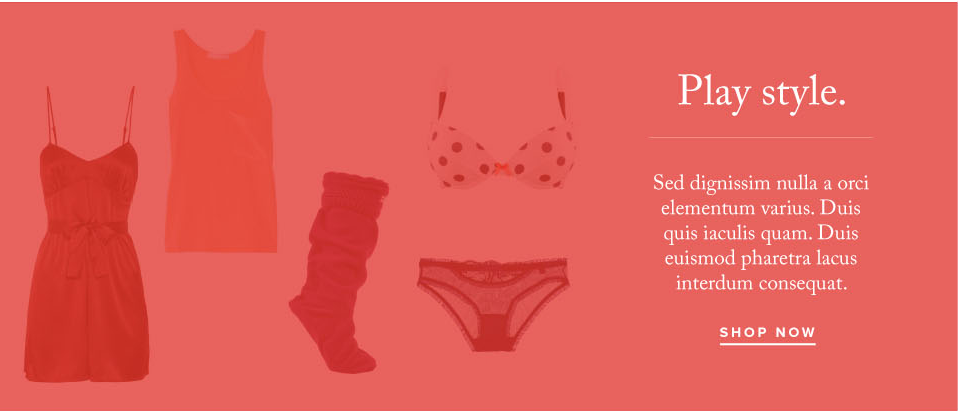 Play style.
Sed dignissim nulla a orci
elementum varius. Duis
quis iaculis quam. Duis
euismod pharetra lacus
interdum consequat.
SHOP NOW